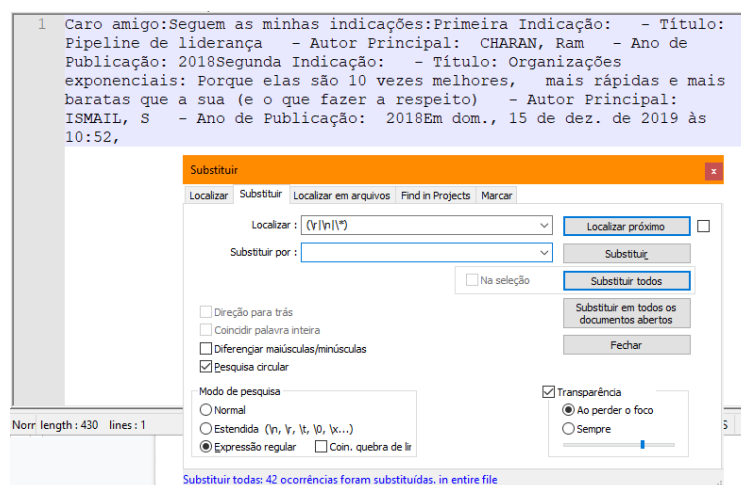 1 Caro amigo:Seguem as minhas indicações:Primeira Indicação:   - Título:
Pipeline de liderança   - Autor Principal:  CHARAN, Ram   - Ano de
Publicação: 2018Segunda Indicação:   - Título: Organizações
exponenciais: Porque elas são 10 vezes melhores,   mais rápidas e mais
baratas que a sua (e o que fazer a respeito)   - Autor Principal:
ISMAIL, S   - Ano de Publicação:  2018Em dom., 15 de dez. de 2019 às
10:52,
Substituir x
Localizar Substituir Localizar em arquivos Find in Projects Marcar
Localizar : (\r|\n|\*) Localizar próximo
Substituir por : Substituir
Na seleção Substituir todos
Direção para trás Substituir em todos os
Coincidir palavra inteira documentos abertos
Diferençar maiúsculas/minúsculas Fechar
Pesquisa circular
Modo de pesquisa Transparência
Normal Ao perder o foco
Estendida (\n, \r, \t, \0, \x...) Sempre
Expressão regular Coin. quebra de lir
Norr length : 430 lines : 1 S
Substituir todas: 42 ocorrências foram substituídas. in entire file